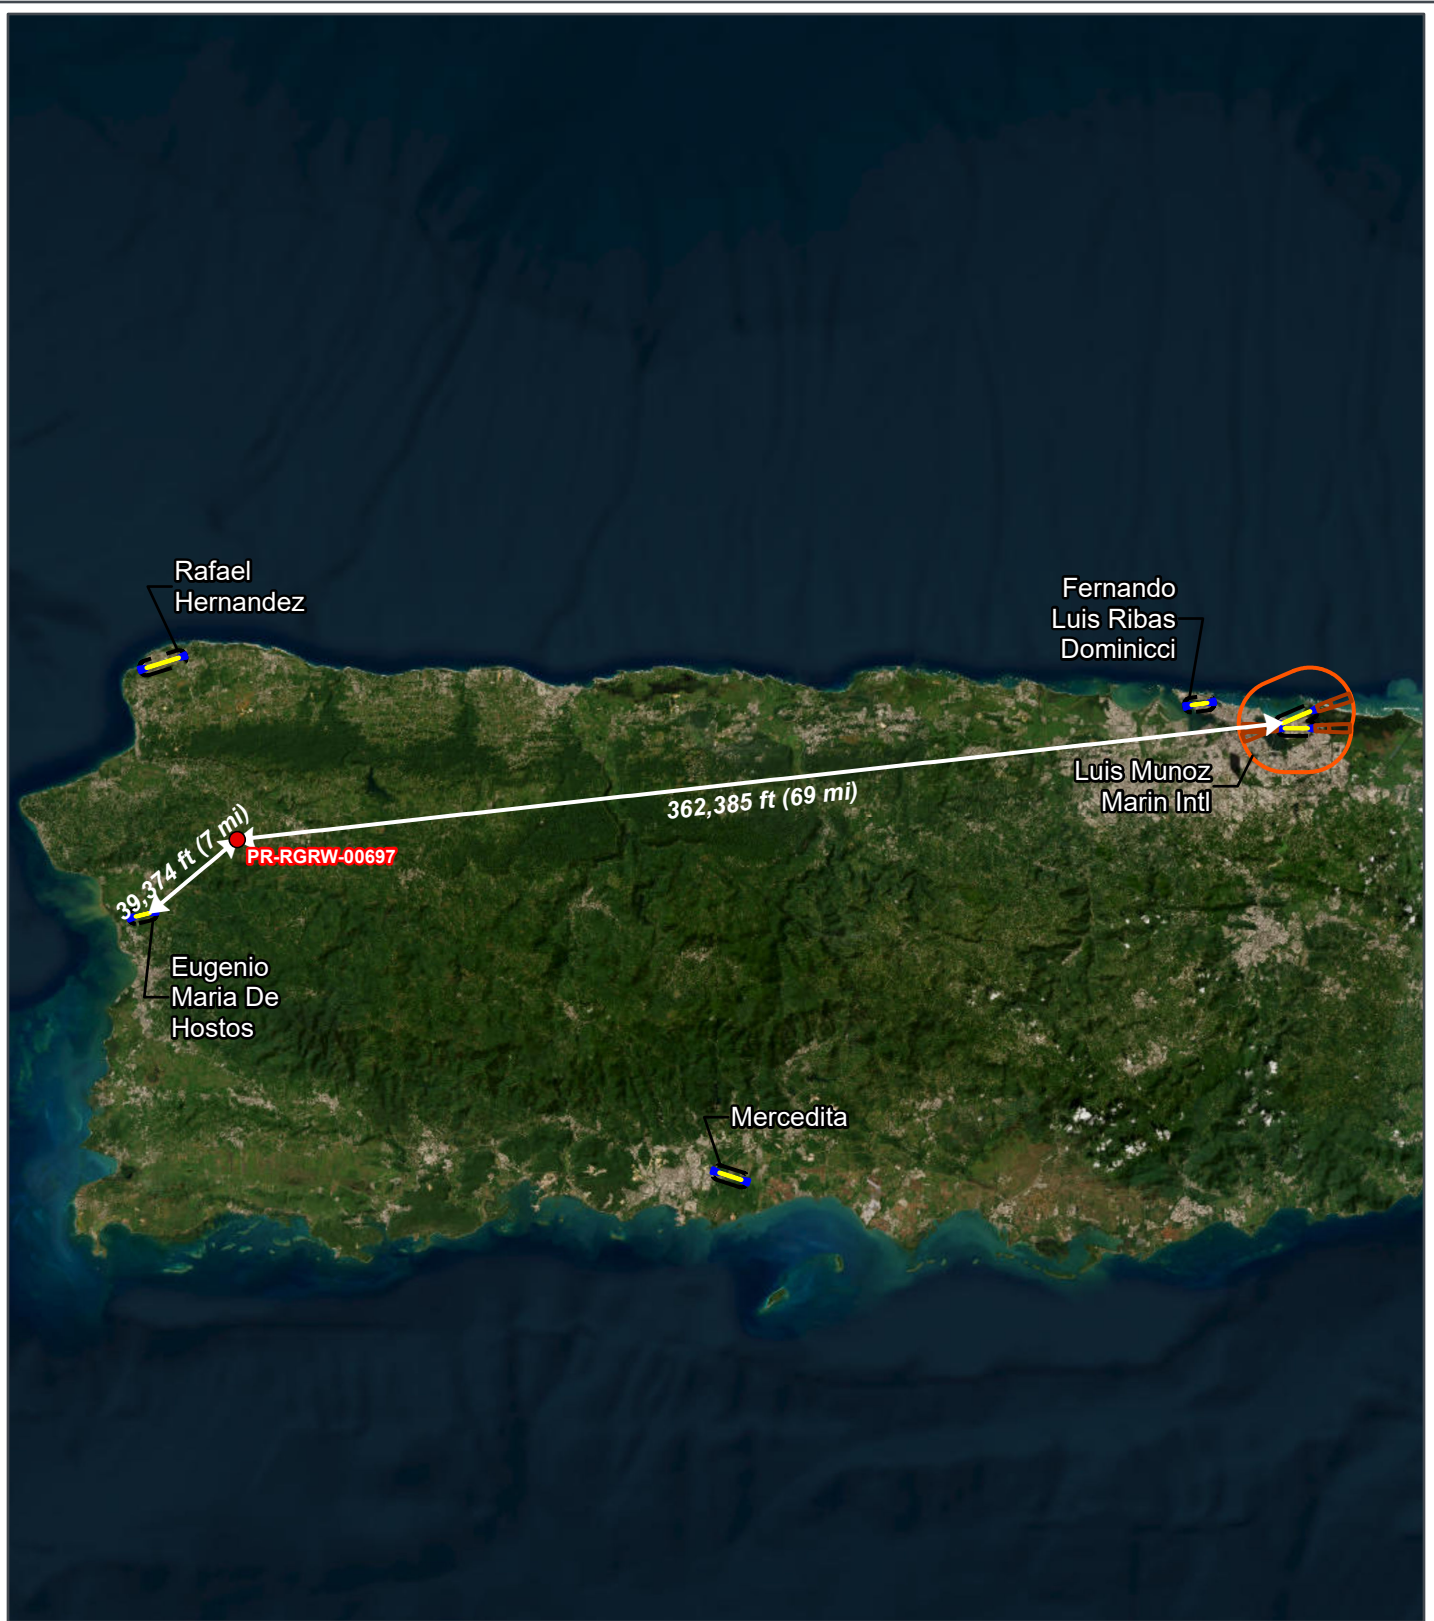 Rafael
Hernandez
Fernando
Luis Ribas
Dominicci
Luis Munoz
Marin Intl
362,385 ft (69 mi)
39,374 ft (7 mi)
PR-RGRW-00697
Eugenio
Maria De
Hostos
Mercedita